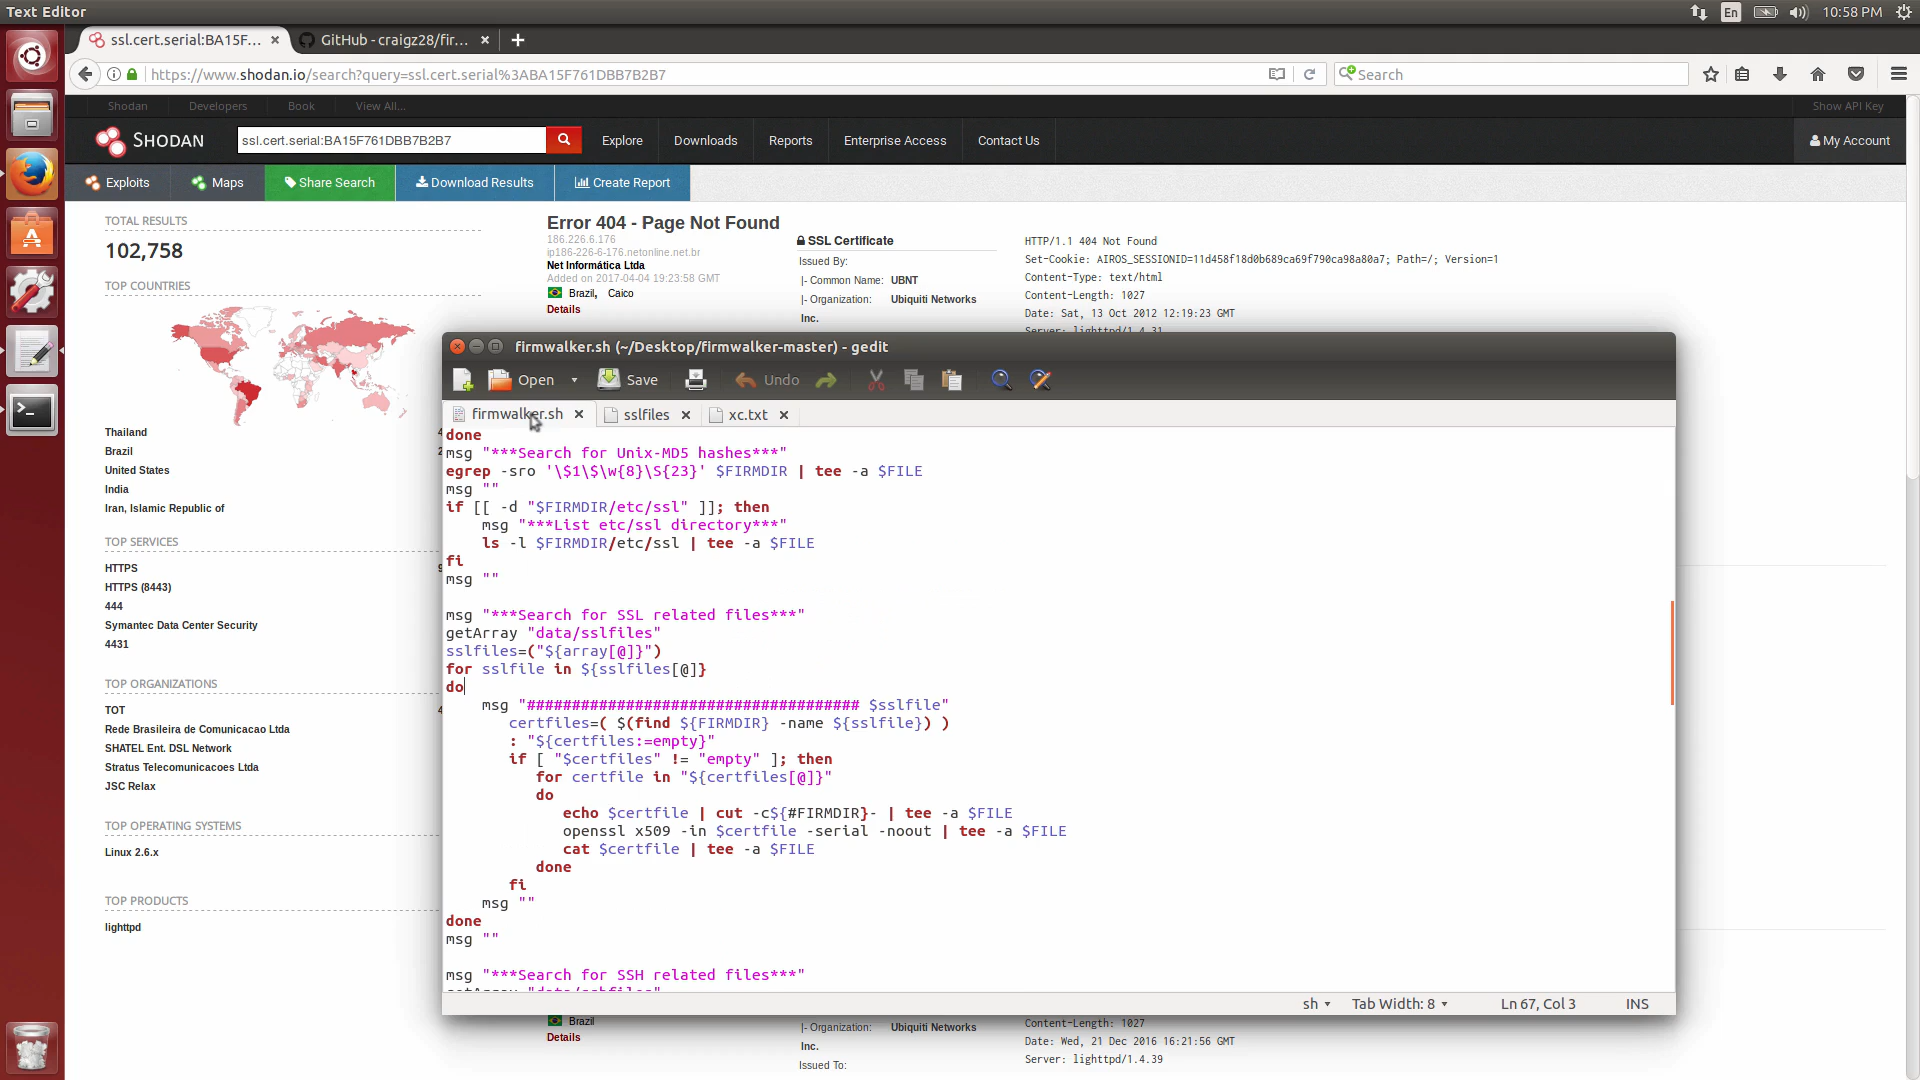 Text Editor
En
10:58 PM
ssl.cert.serial:BA15F...
GitHub - craigz28/fir...
https://www.shodan.io/search?query=ssl.cert.serial%3ABA15F761DBB7B2B7
Search
Shodan Developers Book View All...
Show API Key
SHODAN
ssl.cert.serial:BA15F761DBB7B2B7
Explore Downloads Reports Enterprise Access Contact Us
My Account
Exploits Maps Share Search Download Results Create Report
TOTAL RESULTS
102,758
TOP COUNTRIES
Thailand 4
Brazil 2
United States
India
Iran, Islamic Republic of
TOP SERVICES
HTTPS 9
HTTPS (8443)
444
Symantec Data Center Security
4431
TOP ORGANIZATIONS
TOT 4
Rede Brasileira de Comunicacao Ltda
SHATEL Ent. DSL Network
Stratus Telecomunicacoes Ltda
JSC Relax
TOP OPERATING SYSTEMS
Linux 2.6.x
TOP PRODUCTS
lighttpd
Error 404 - Page Not Found
186.226.6.176
ip186-226-6-176.netonline.net.br
Net Informática Ltda
Added on 2017-04-04 19:23:58 GMT
Brazil, Caico
Details
SSL Certificate
Issued By:
|- Common Name: UBNT
|- Organization: Ubiquiti Networks
Inc.
HTTP/1.1 404 Not Found
Set-Cookie: AIROS_SESSIONID=11d458f18d0b689ca69f790ca98a80a7; Path=/; Version=1
Content-Type: text/html
Content-Length: 1027
Date: Sat, 13 Oct 2012 12:19:23 GMT
Server: lighttpd/1.4.31
firmwalker.sh (~/Desktop/firmwalker-master) - gedit
Open Save Undo
firmwalker.sh sslfiles xc.txt
done
msg "***Search for Unix-MD5 hashes***"
egrep -sro '\$1\$\w{8}\S{23}' $FIRMDIR | tee -a $FILE
msg ""
if [[ -d "$FIRMDIR/etc/ssl" ]]; then
msg "***List etc/ssl directory***"
ls -l $FIRMDIR/etc/ssl | tee -a $FILE
fi
msg ""
msg "***Search for SSL related files***"
getArray "data/sslfiles"
sslfiles=("${array[@]}")
for sslfile in ${sslfiles[@]}
do
msg "##################################### $sslfile"
certfiles=( $(find ${FIRMDIR} -name ${sslfile}) )
: "${certfiles:=empty}"
if [ "$certfiles" != "empty" ]; then
for certfile in "${certfiles[@]}"
do
echo $certfile | cut -c${#FIRMDIR}- | tee -a $FILE
openssl x509 -in $certfile -serial -noout | tee -a $FILE
cat $certfile | tee -a $FILE
done
fi
msg ""
done
msg ""
msg "***Search for SSH related files***"
getArray "data/sshfiles"
sh Tab Width: 8 Ln 67, Col 3 INS
Brazil
Details
|- Organization: Ubiquiti Networks
Inc.
Issued To:
Content-Length: 1027
Date: Wed, 21 Dec 2016 16:21:56 GMT
Server: lighttpd/1.4.39